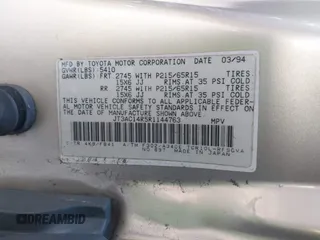 MFD. BY TOYOTA MOTOR CORPORATION DATE 03/94
GVWR(LBS):5410
GAWR(LBS):FRT 2745 WITH P215/65R15 TIRES
15X6 JJ RIMS AT 35 PSI COLD
RR 2745 WITH P215/65R15 TIRES
15X6 JJ RIMS AT 35 PSI COLD
THIS VEHICLE CONFORMS TO ALL APPLICABLE FEDERAL
MOTOR VEHICLE SAFETY STANDARDS IN EFFECT ON THE
DATE OF MANUFACTURE SHOWN ABOVE.
JT3AC14R5R1144763 MPV
C/TR
MADE IN JAPAN
DREAMBID